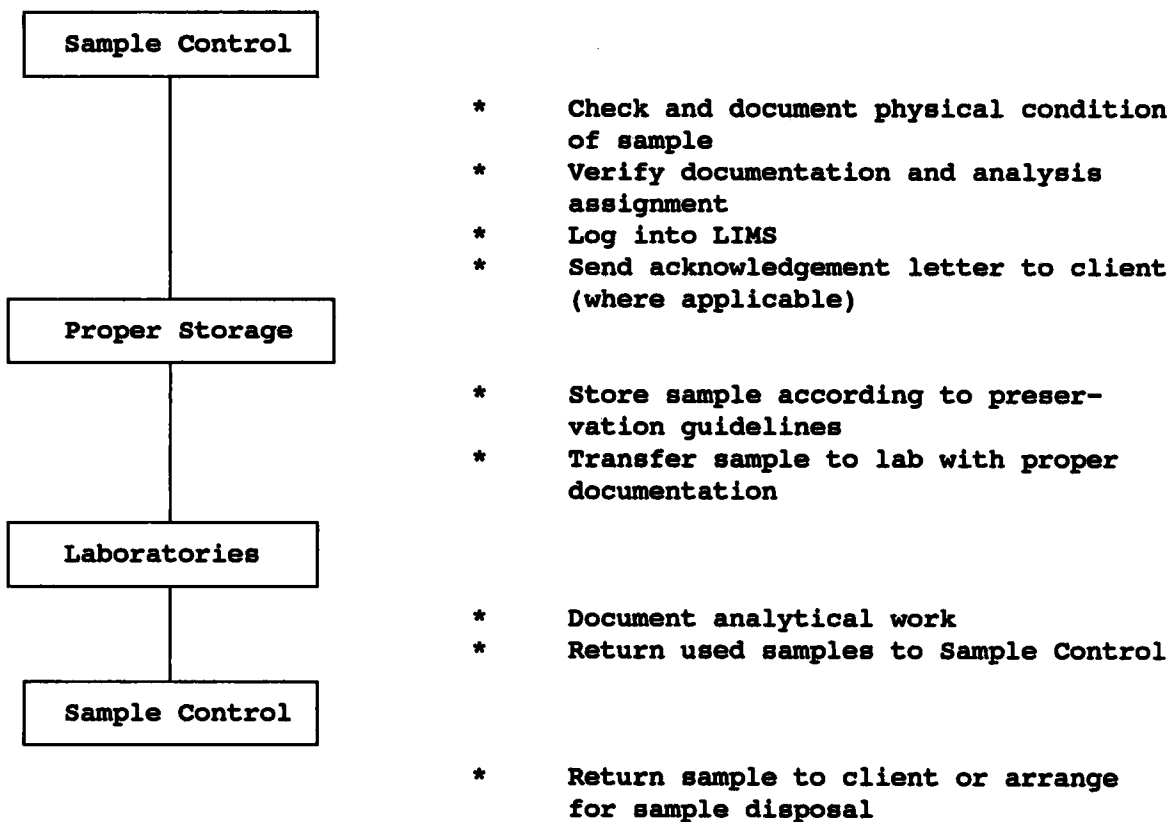 Sample Control
* Check and document physical condition
of sample
* Verify documentation and analysis
assignment
* Log into LIMS
* Send acknowledgement letter to client
(where applicable)
Proper Storage
* Store sample according to preser-
vation guidelines
* Transfer sample to lab with proper
documentation
Laboratories
* Document analytical work
* Return used samples to Sample Control
Sample Control
* Return sample to client or arrange
for sample disposal